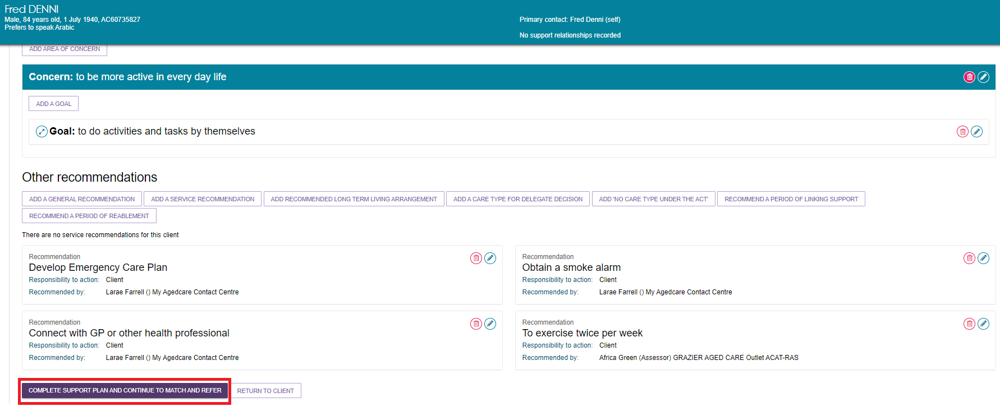 Fred DENNI
Male, 84 years old, 1 July 1940, AC60735827
Prefers to speak Arabic
Primary contact: Fred Denni (self)
No support relationships recorded
ADD AREA OF CONCERN
Concern: to be more active in every day life
ADD A GOAL
Goal: to do activities and tasks by themselves
Other recommendations
ADD A GENERAL RECOMMENDATION
ADD A SERVICE RECOMMENDATION
ADD RECOMMENDED LONG TERM LIVING ARRANGEMENT
ADD A CARE TYPE FOR DELEGATE DECISION
ADD 'NO CARE TYPE UNDER THE ACT'
RECOMMEND A PERIOD OF LINKING SUPPORT
RECOMMEND A PERIOD OF REABLEMENT
There are no service recommendations for this client
Recommendation
Develop Emergency Care Plan
Responsibility to action: Client
Recommended by: Larae Farrell () My Agedcare Contact Centre
Recommendation
Obtain a smoke alarm
Responsibility to action: Client
Recommended by: Larae Farrell () My Agedcare Contact Centre
Recommendation
Connect with GP or other health professional
Responsibility to action: Client
Recommended by: Larae Farrell () My Agedcare Contact Centre
Recommendation
To exercise twice per week
Responsibility to action: Client
Recommended by: Africa Green (Assessor) GRAZIER AGED CARE Outlet ACAT-RAS
COMPLETE SUPPORT PLAN AND CONTINUE TO MATCH AND REFER
RETURN TO CLIENT